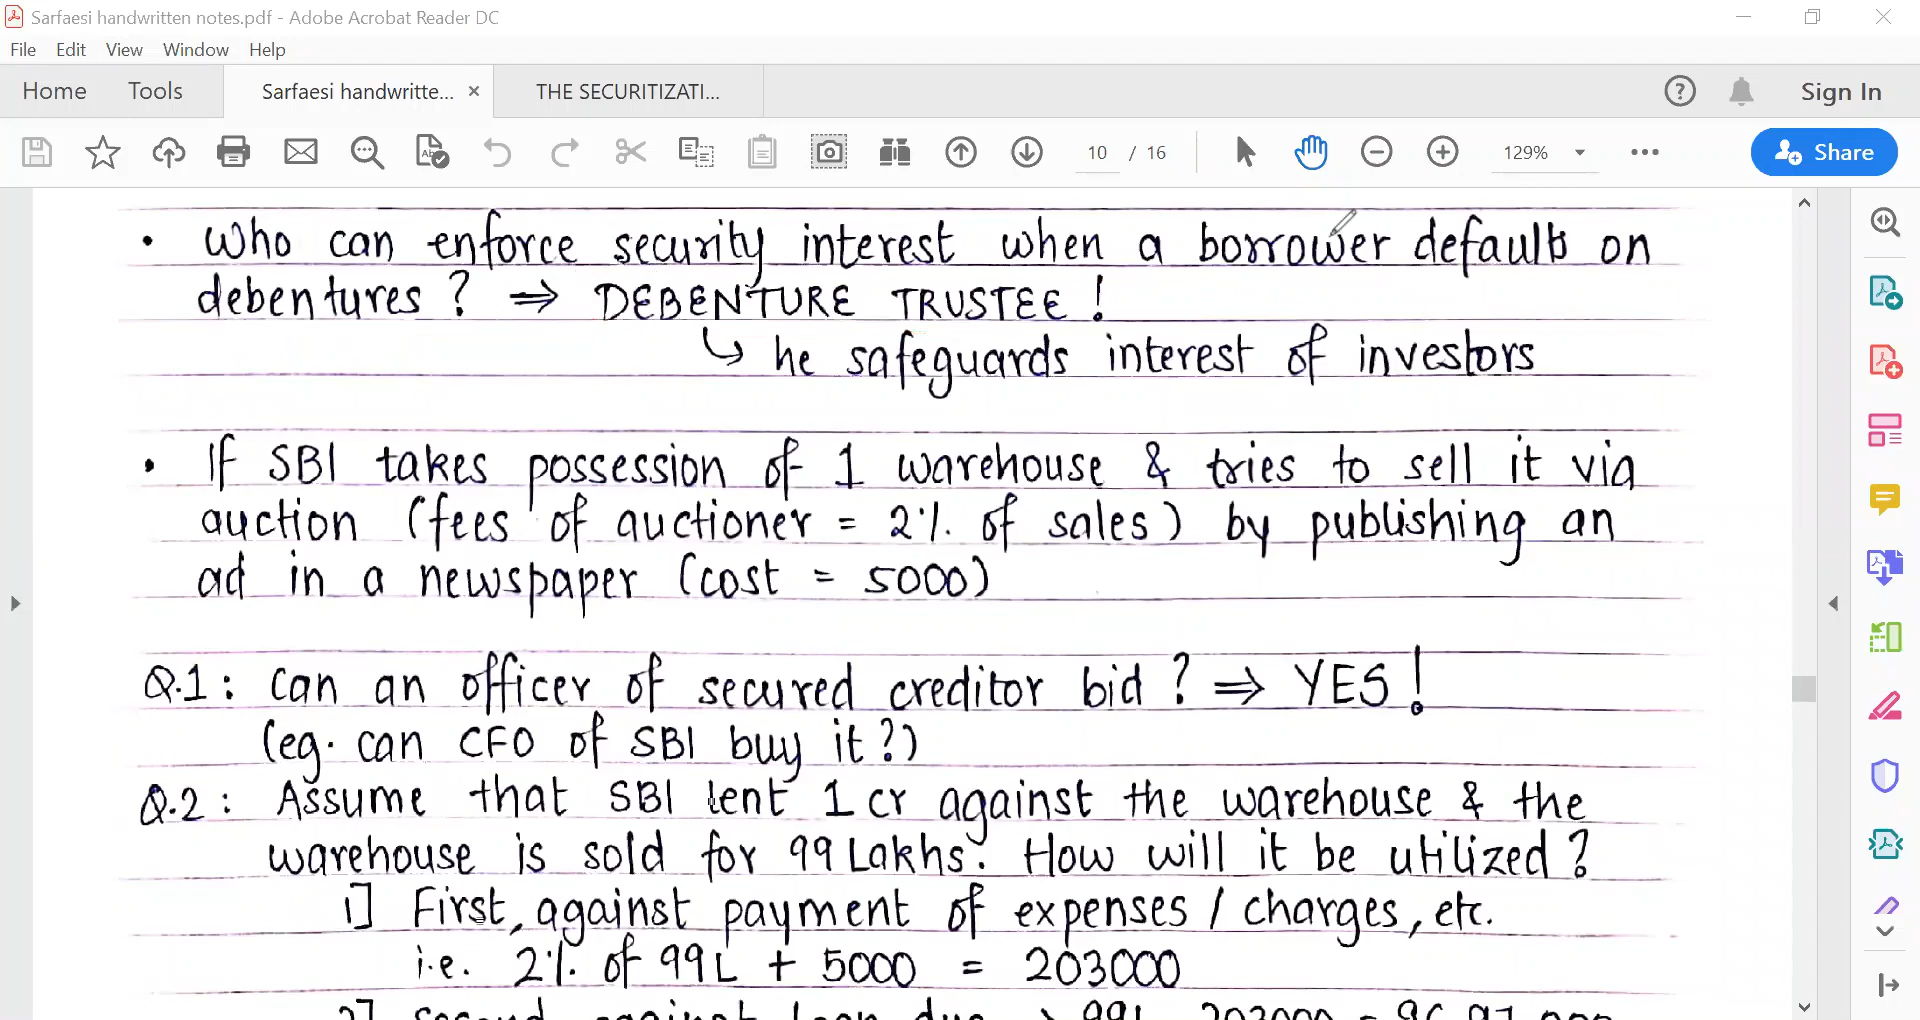 Sarfaesi handwritten notes.pdf - Adobe Acrobat Reader DC
File Edit View Window Help
Home Tools Sarfaesi handwritte... × THE SECURITIZATI... Sign In
10 / 16 129% Share
• Who can enforce security interest when a borrower defaults on
debentures ? ⇒ DEBENTURE TRUSTEE !
↳ he safeguards interest of investors
• If SBI takes possession of 1 warehouse & tries to sell it via
auction (fees of auctioner = 2% of sales) by publishing an
ad in a newspaper (cost = 5000)
Q.1 : Can an officer of secured creditor bid ? ⇒ YES !
(eg. can CFO of SBI buy it ?)
Q.2 : Assume that SBI lent 1 cr against the warehouse & the
warehouse is sold for 99 Lakhs. How will it be utilized ?
1] First, against payment of expenses / charges, etc.
i.e. 2% of 99 L + 5000 = 203000
2] Second against loan due